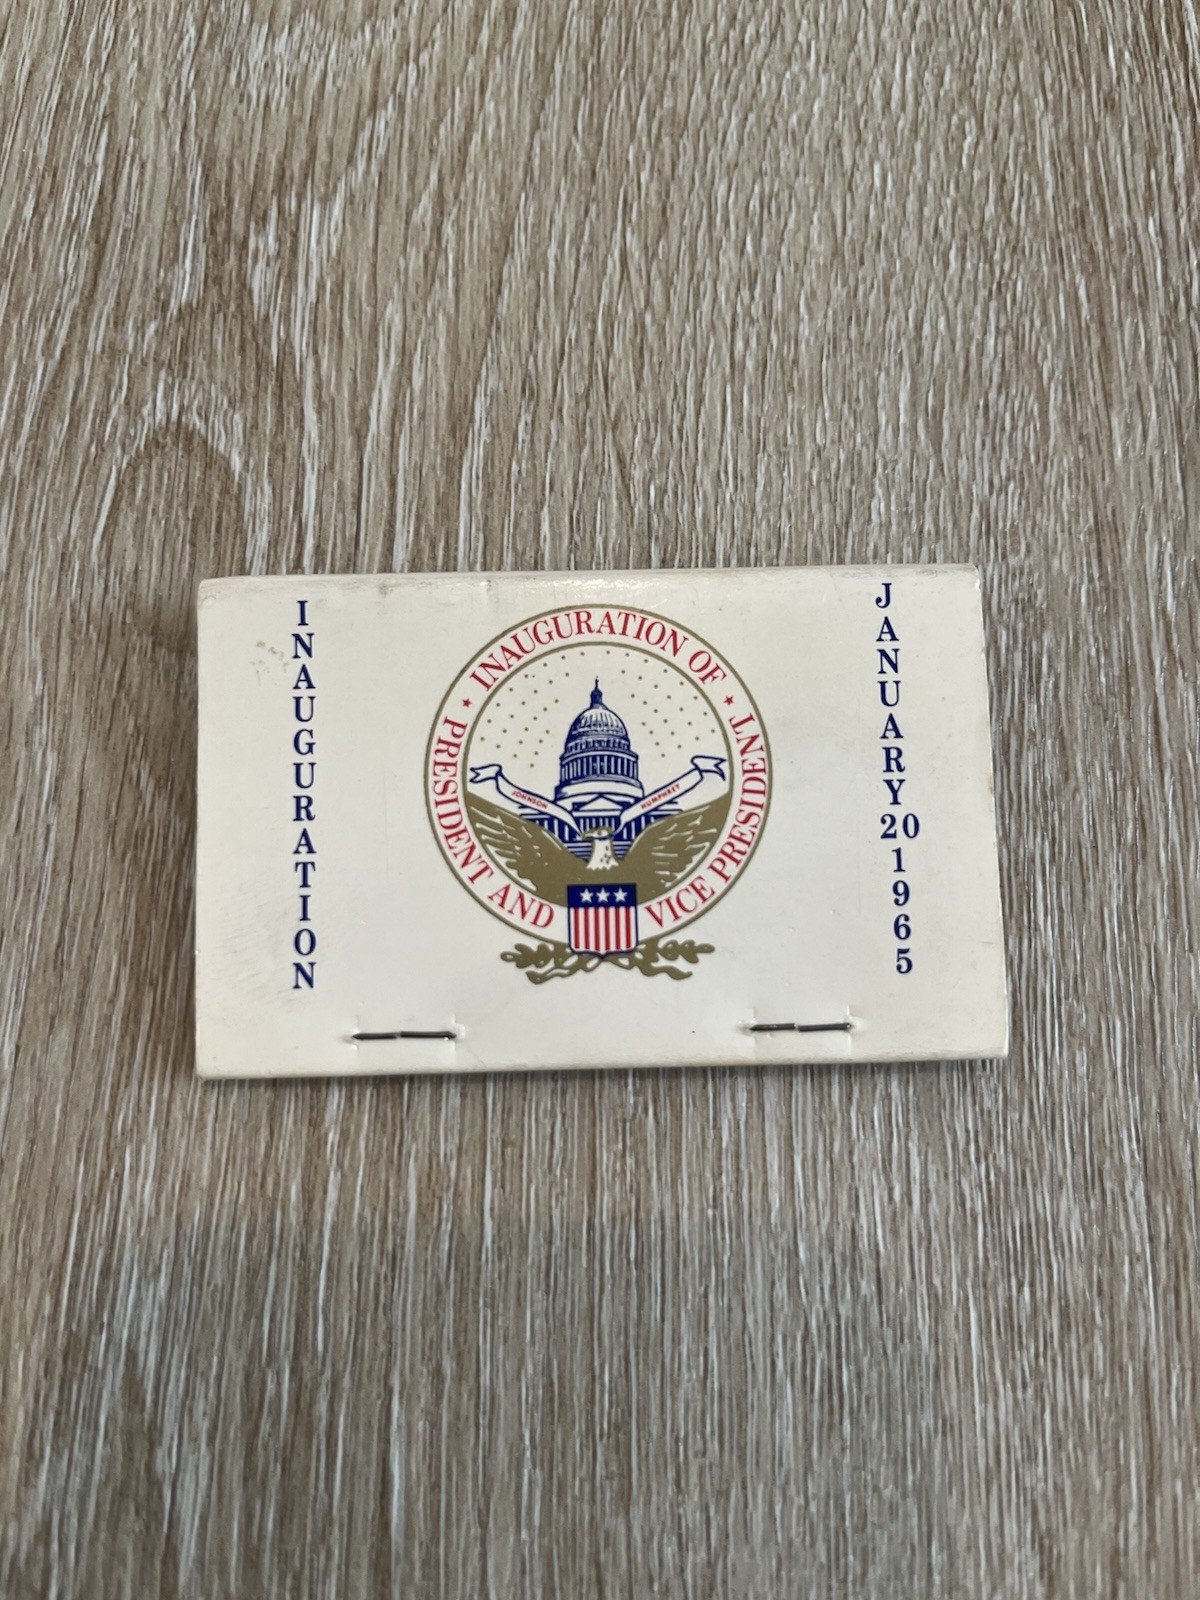 INAUGURATION
★ INAUGURATION OF ★
PRESIDENT AND VICE PRESIDENT
JOHNSON
HUMPHREY
JANUARY 20 1965